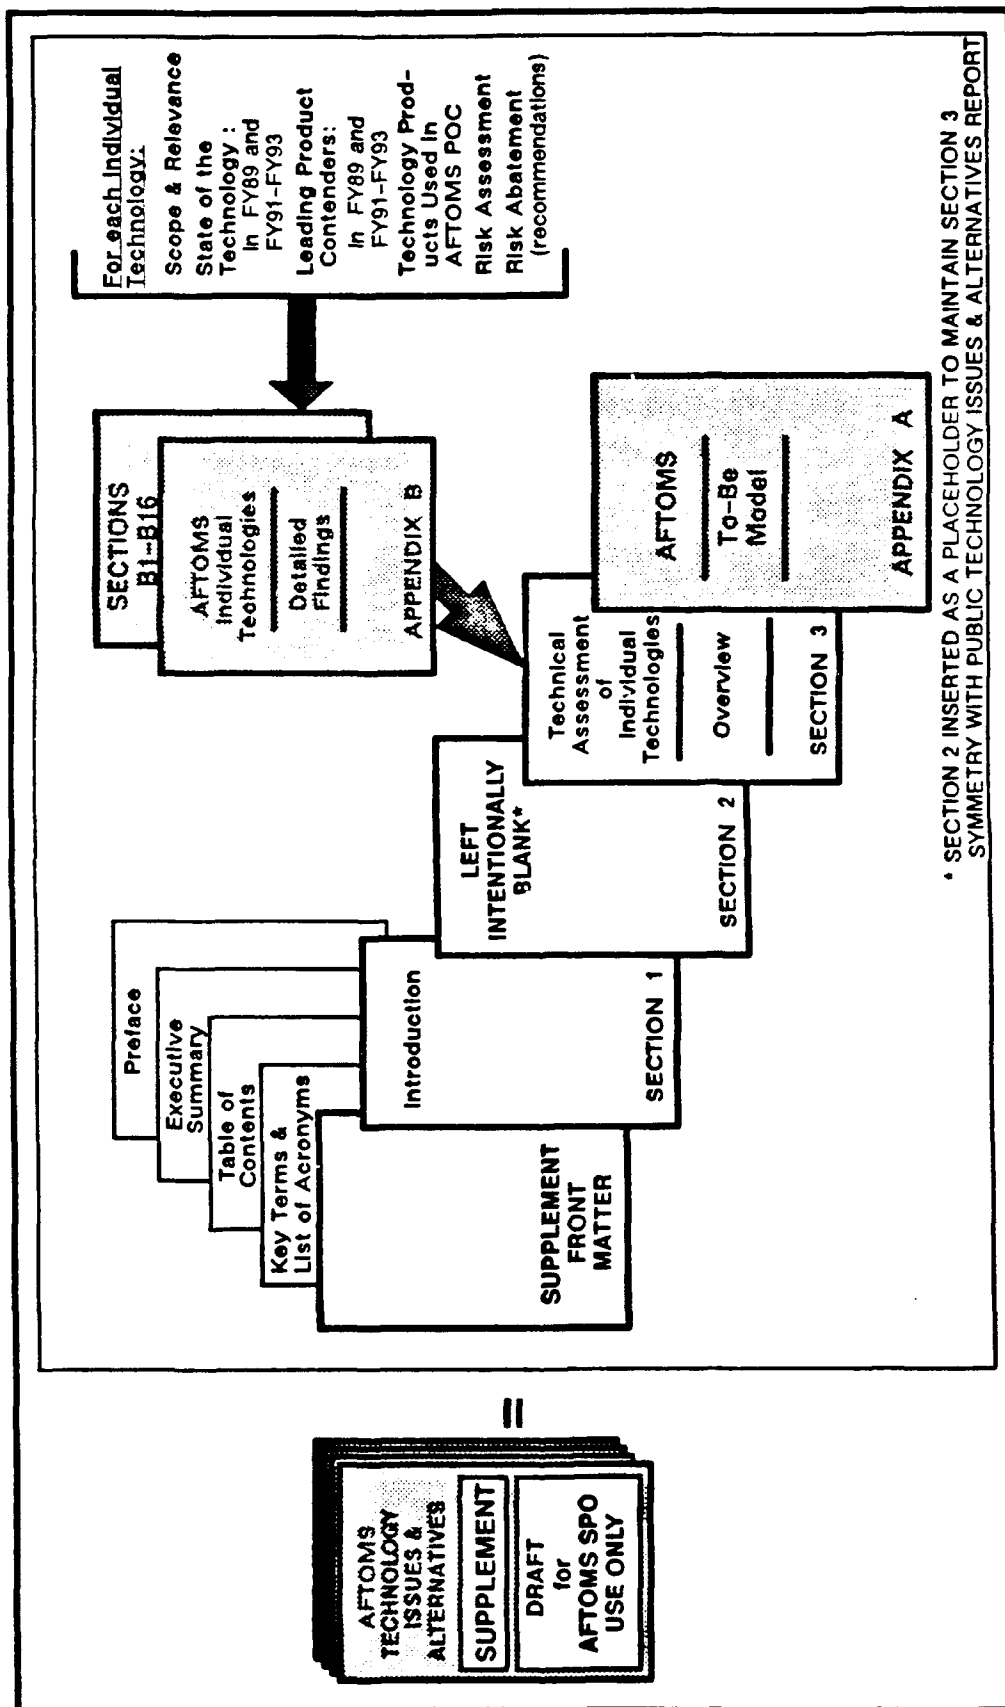 AFTOMS
TECHNOLOGY
ISSUES &
ALTERNATIVES
SUPPLEMENT
DRAFT
for
AFTOMS SPO
USE ONLY
=
Preface
Executive
Summary
Table of
Contents
Key Terms &
List of Acronyms
SUPPLEMENT
FRONT
MATTER
Introduction
SECTION 1
LEFT
INTENTIONALLY
BLANK*
SECTION 2
Technical
Assessment
of
Individual
Technologies
Overview
SECTION 3
AFTOMS
To-Be
Model
APPENDIX A
SECTIONS
B1-B16
AFTOMS
Individual
Technologies
Detailed
Findings
APPENDIX B
For each Individual
Technology:
Scope & Relevance
State of the
Technology :
In FY89 and
FY91-FY93
Leading Product
Contenders:
In FY89 and
FY91-FY93
Technology Prod-
ucts Used In
AFTOMS POC
Risk Assessment
Risk Abatement
(recommendations)
* SECTION 2 INSERTED AS A PLACEHOLDER TO MAINTAIN SECTION 3
SYMMETRY WITH PUBLIC TECHNOLOGY ISSUES & ALTERNATIVES REPORT